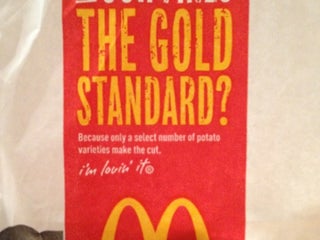 THE GOLD
STANDARD?
Because only a select number of potato
varieties make the cut.
i'm lovin' it®